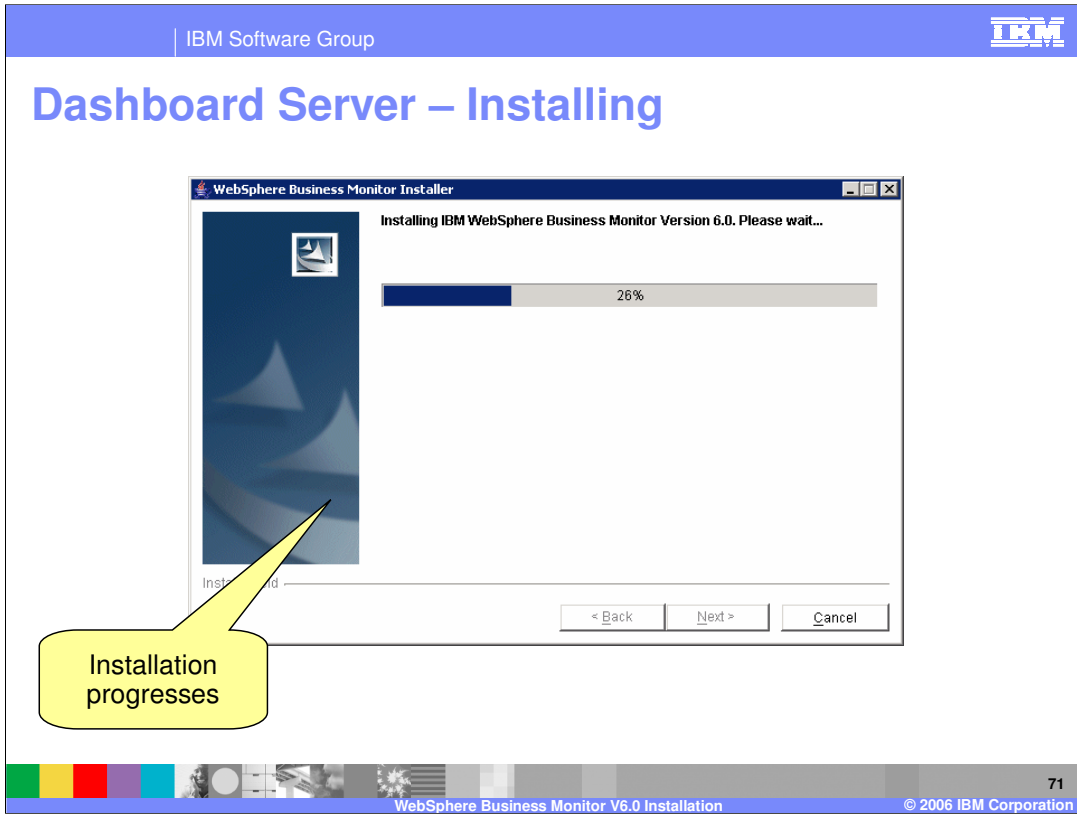 IBM Software Group
IBM
Dashboard Server – Installing
WebSphere Business Monitor Installer
Installing IBM WebSphere Business Monitor Version 6.0. Please wait...
26%
< Back
Next >
Cancel
Installation
progresses
71
WebSphere Business Monitor V6.0 Installation
© 2006 IBM Corporation